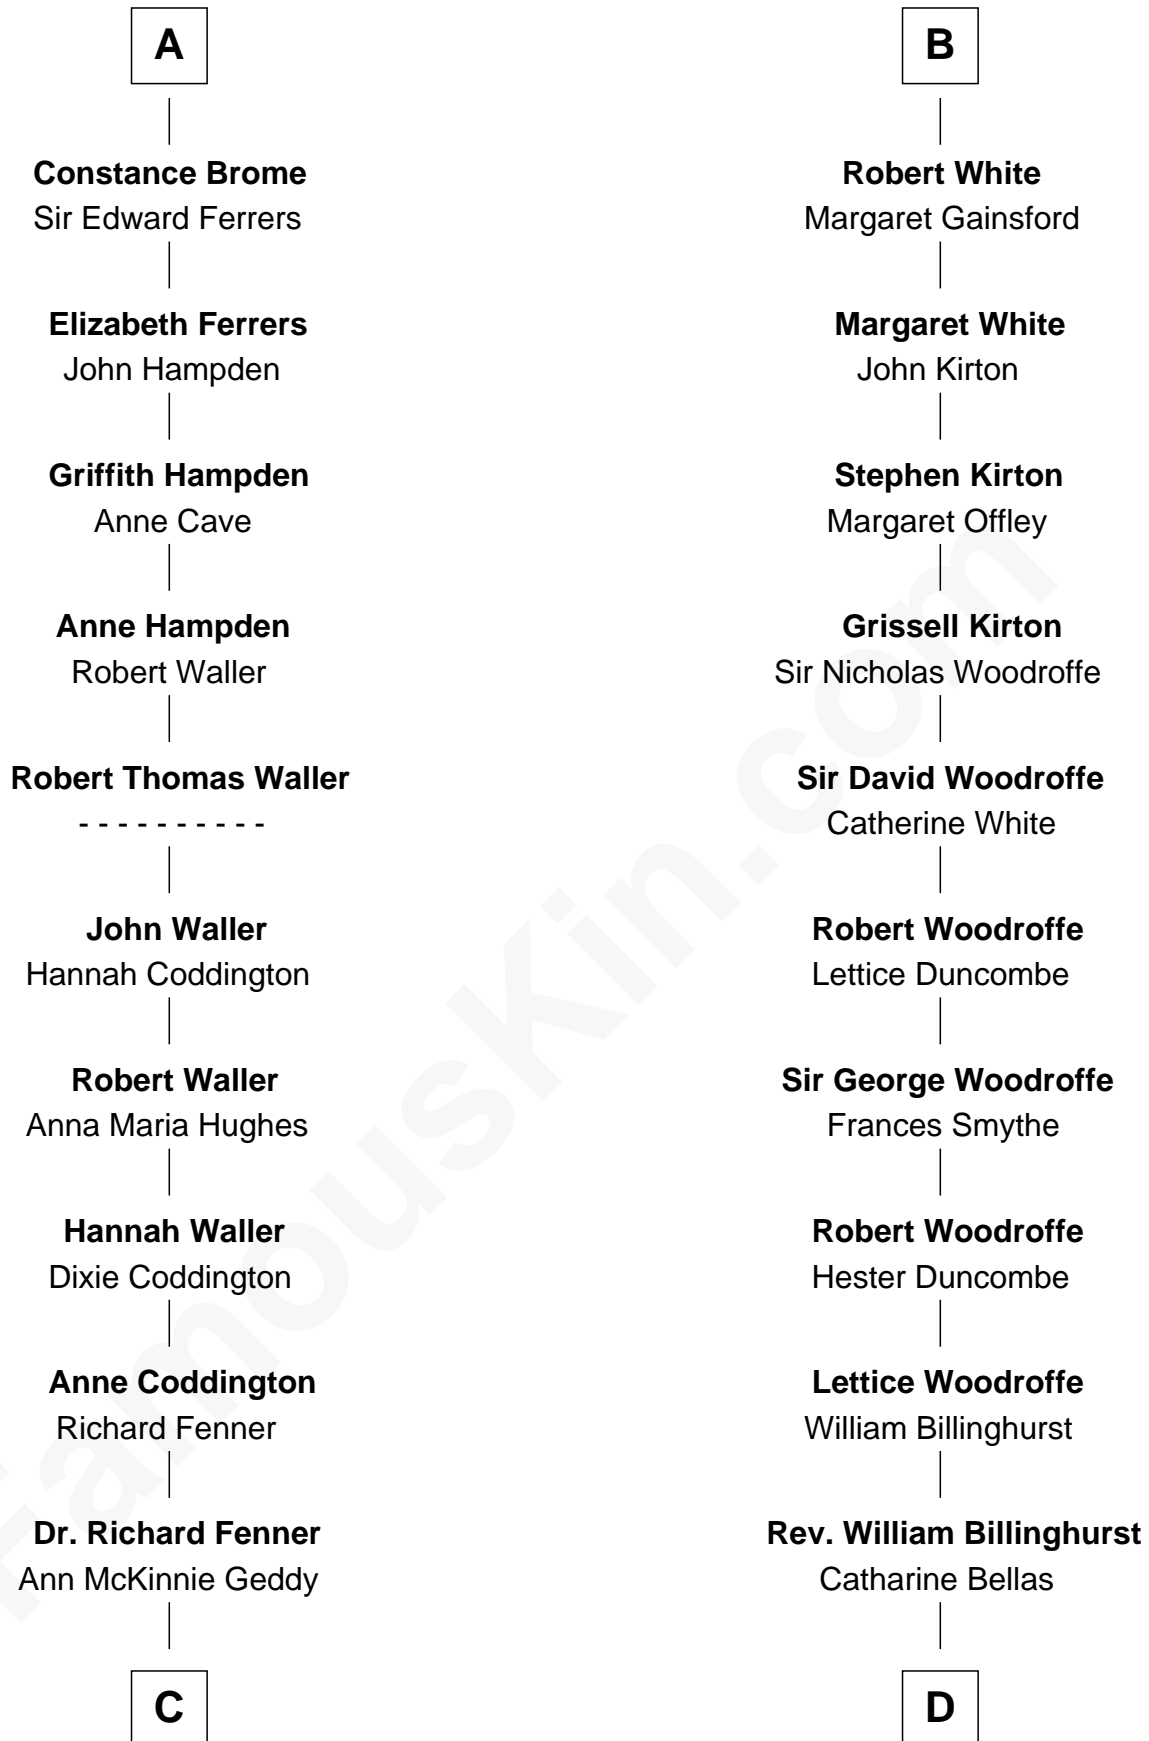 A
Constance Brome
Sir Edward Ferrers
Elizabeth Ferrers
John Hampden
Griffith Hampden
Anne Cave
Anne Hampden
Robert Waller
Robert Thomas Waller
- - - - - - - - - -
John Waller
Hannah Coddington
Robert Waller
Anna Maria Hughes
Hannah Waller
Dixie Coddington
Anne Coddington
Richard Fenner
Dr. Richard Fenner
Ann McKinnie Geddy
C
B
Robert White
Margaret Gainsford
Margaret White
John Kirton
Stephen Kirton
Margaret Offley
Grissell Kirton
Sir Nicholas Woodroffe
Sir David Woodroffe
Catherine White
Robert Woodroffe
Lettice Duncombe
Sir George Woodroffe
Frances Smythe
Robert Woodroffe
Hester Duncombe
Lettice Woodroffe
William Billinghurst
Rev. William Billinghurst
Catharine Bellas
D
FamousKin.com